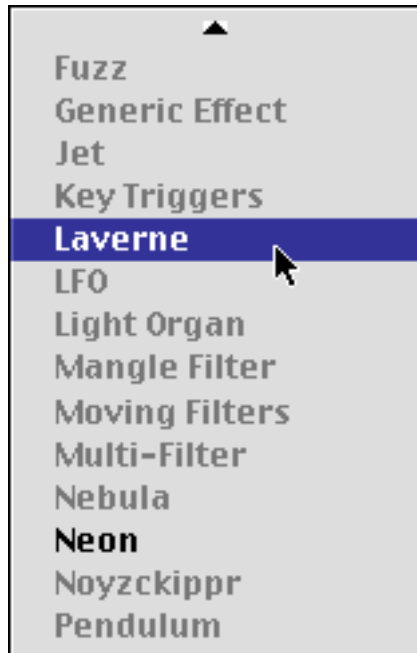 Fuzz
Generic Effect
Jet
Key Triggers
Laverne
LFO
Light Organ
Mangle Filter
Moving Filters
Multi-Filter
Nebula
Neon
Noyzckippr
Pendulum